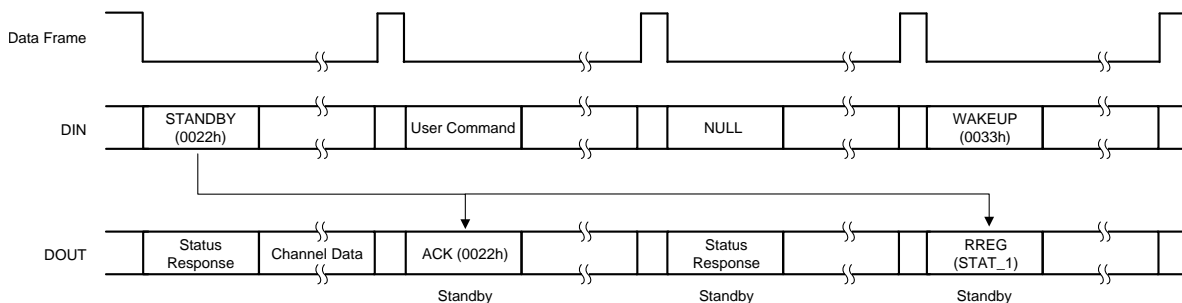 Data Frame
DIN
STANDBY
(0022h)
User Command
NULL
WAKEUP
(0033h)
DOUT
Status
Response
Channel Data
ACK (0022h)
Status
Response
RREG
(STAT_1)
Standby
Standby
Standby